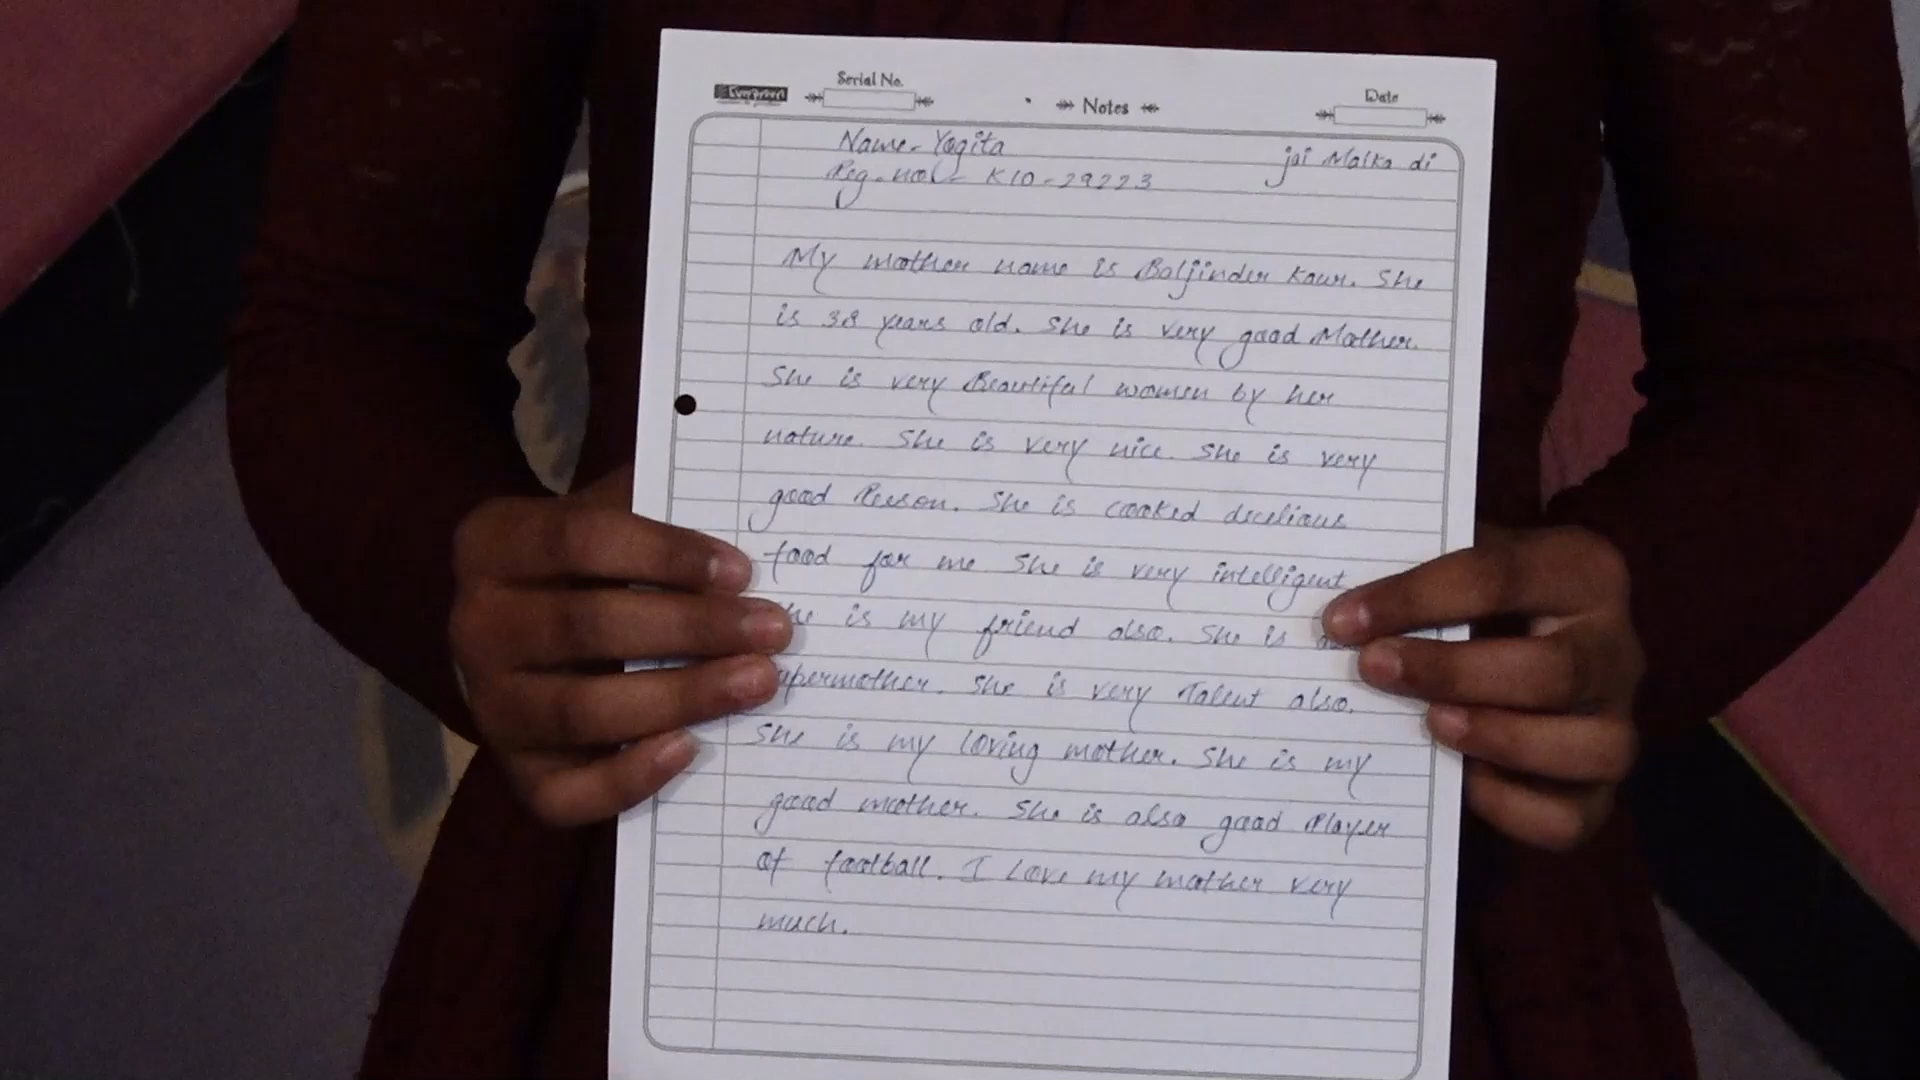 Evergreen
Serial No.
Notes
Date
Name- Yogita
jai Malka di
Reg. no.- K10-29223
My mother name is Baljinder Kaur. She
is 38 years old. She is very good Mother.
She is very Beautiful women by her
nature. She is very nice. She is very
good Person. She is cooked dscelious
food for me She is very intelligent
he is my friend also. She is
upermother. She is very Talent also.
She is my loving mother. She is my
good mother. She is also good Player
of football. I Love my mother very
much.